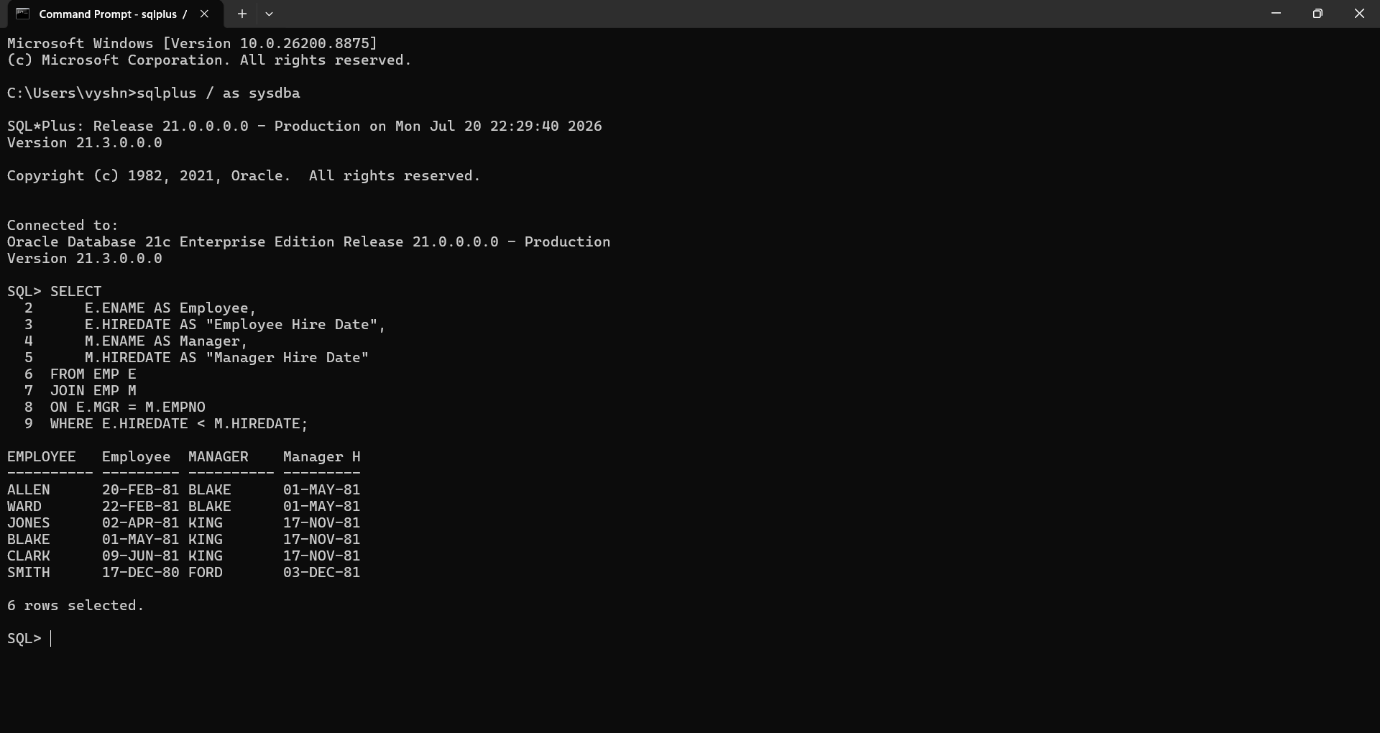 Command Prompt - sqlplus /
Microsoft Windows [Version 10.0.26200.8875]
(c) Microsoft Corporation. All rights reserved.
C:\Users\vyshn>sqlplus / as sysdba
SQL*Plus: Release 21.0.0.0.0 - Production on Mon Jul 20 22:29:40 2026
Version 21.3.0.0.0
Copyright (c) 1982, 2021, Oracle.  All rights reserved.
Connected to:
Oracle Database 21c Enterprise Edition Release 21.0.0.0.0 - Production
Version 21.3.0.0.0
SQL> SELECT
  2      E.ENAME AS Employee,
  3      E.HIREDATE AS "Employee Hire Date",
  4      M.ENAME AS Manager,
  5      M.HIREDATE AS "Manager Hire Date"
  6  FROM EMP E
  7  JOIN EMP M
  8  ON E.MGR = M.EMPNO
  9  WHERE E.HIREDATE < M.HIREDATE;
EMPLOYEE   Employee  MANAGER    Manager H
---------- --------- ---------- ---------
ALLEN      20-FEB-81 BLAKE      01-MAY-81
WARD       22-FEB-81 BLAKE      01-MAY-81
JONES      02-APR-81 KING       17-NOV-81
BLAKE      01-MAY-81 KING       17-NOV-81
CLARK      09-JUN-81 KING       17-NOV-81
SMITH      17-DEC-80 FORD       03-DEC-81
6 rows selected.
SQL>